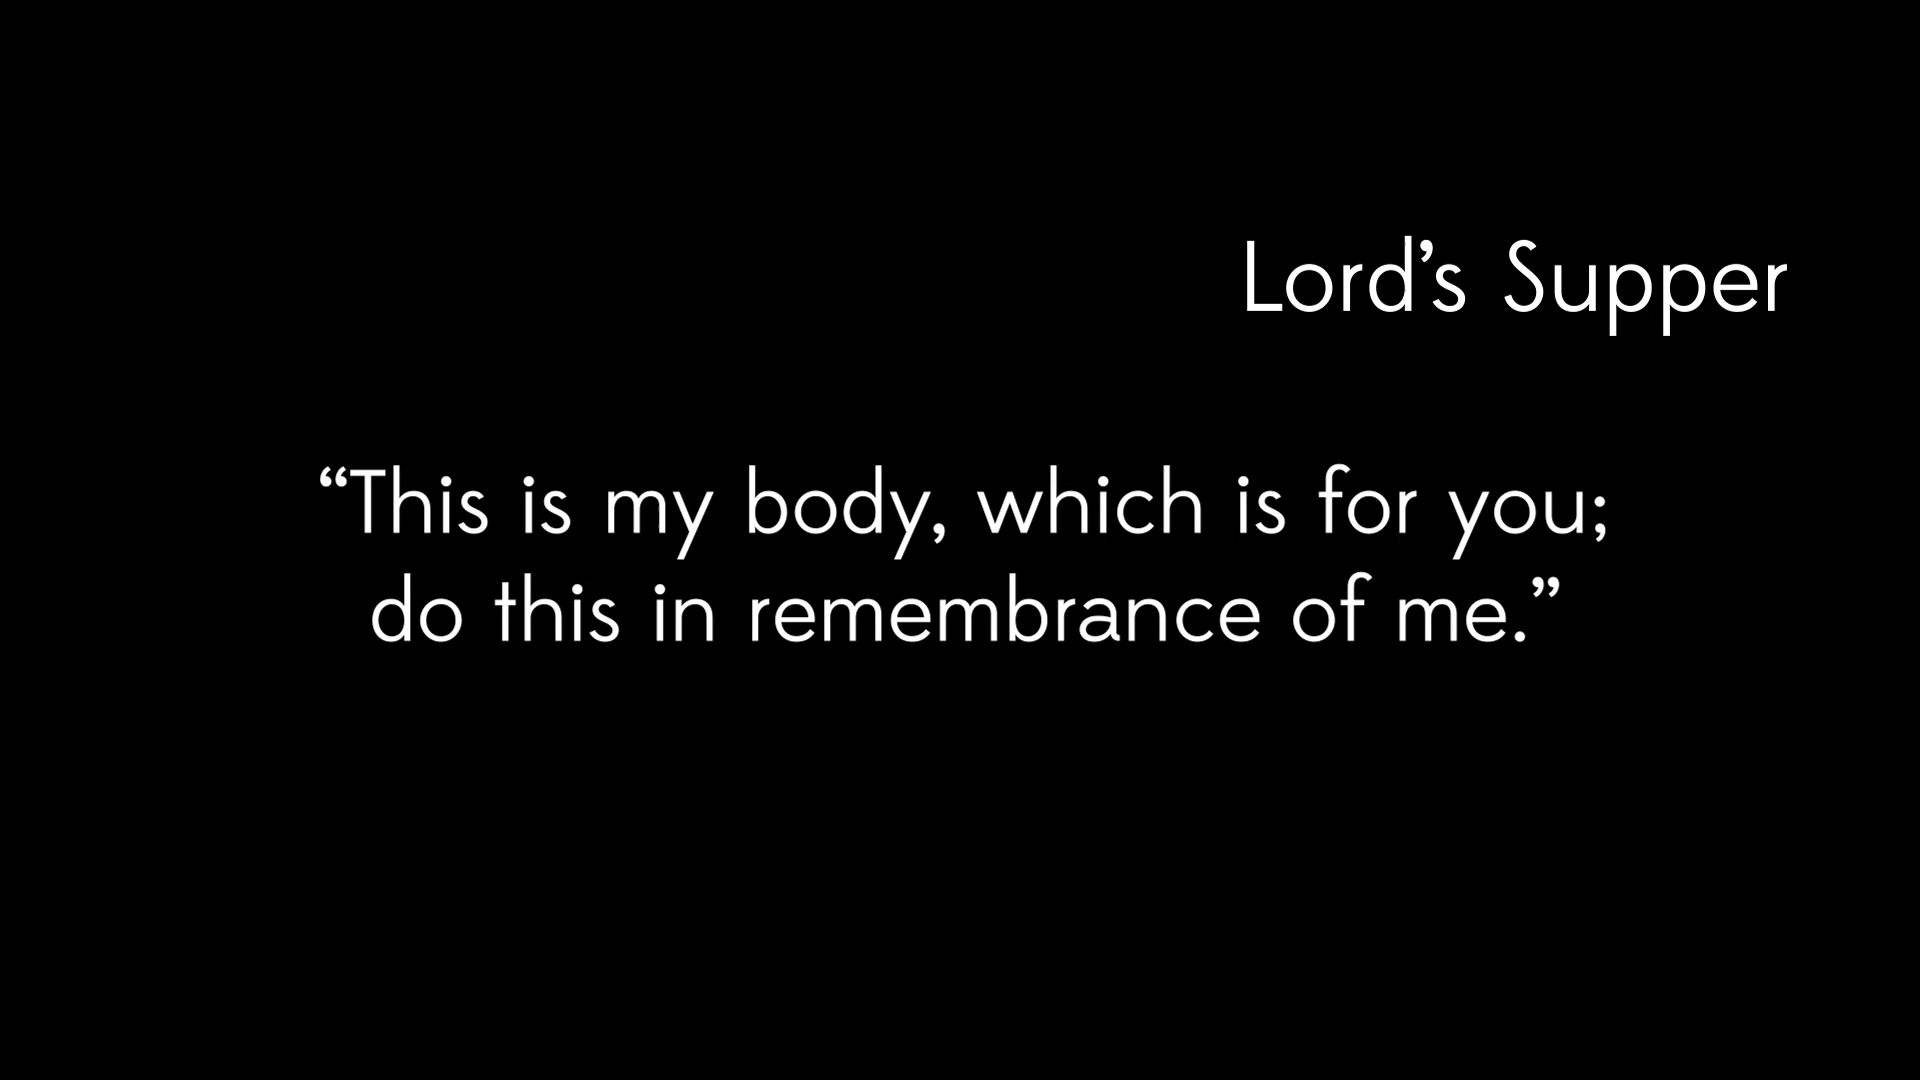 Lord’s Supper
“This is my body, which is for you;
do this in remembrance of me.”